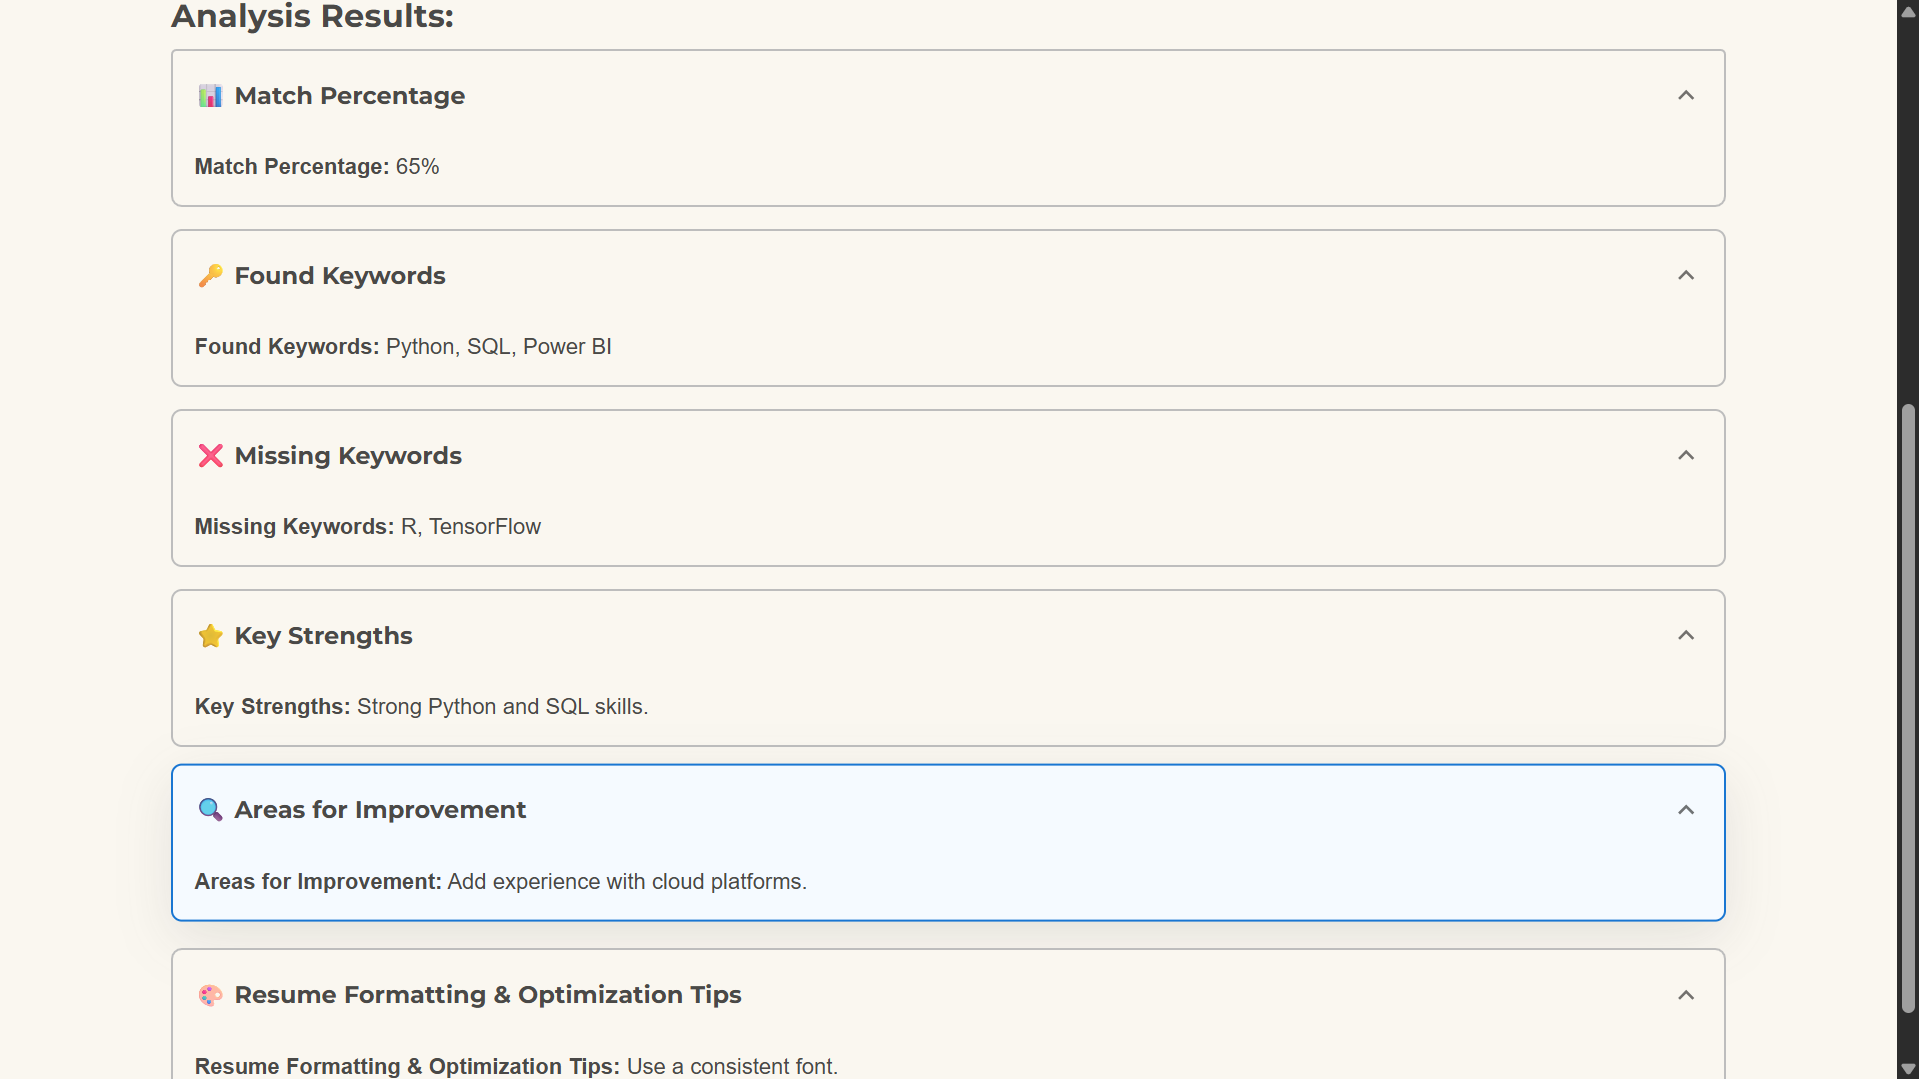 Analysis Results:
Match Percentage
Match Percentage: 65%
Found Keywords
Found Keywords: Python, SQL, Power BI
Missing Keywords
Missing Keywords: R, TensorFlow
Key Strengths
Key Strengths: Strong Python and SQL skills.
Areas for Improvement
Areas for Improvement: Add experience with cloud platforms.
Resume Formatting & Optimization Tips
Resume Formatting & Optimization Tips: Use a consistent font.